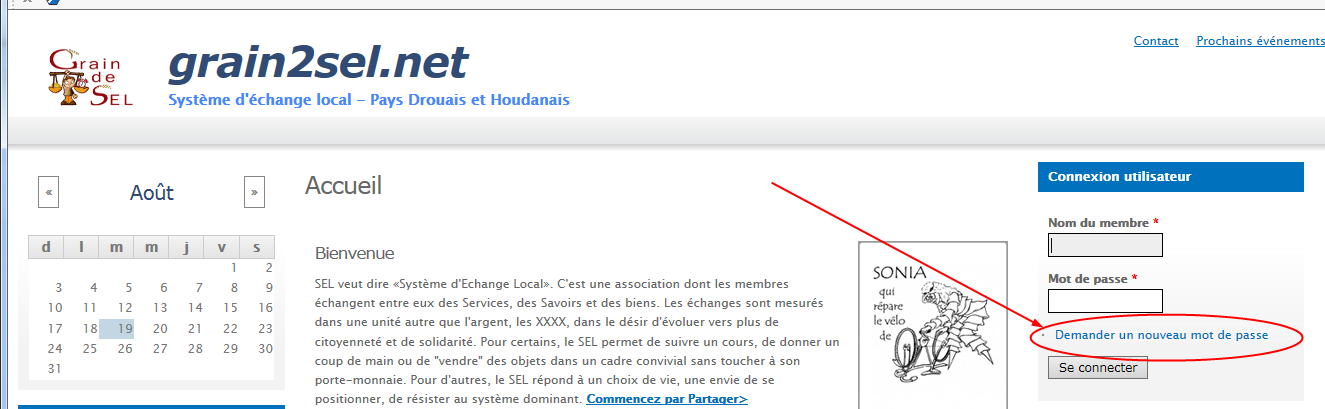 Grain
de
SEL
grain2sel.net
Système d'échange local – Pays Drouais et Houdanais
Contact Prochains événements
« Août »
d l m m j v s
1 2
3 4 5 6 7 8 9
10 11 12 13 14 15 16
17 18 19 20 21 22 23
24 25 26 27 28 29 30
31
Accueil
Bienvenue
SEL veut dire «Système d'Echange Local». C'est une association dont les membres
échangent entre eux des Services, des Savoirs et des biens. Les échanges sont mesurés
dans une unité autre que l'argent, les XXXX, dans le désir d'évoluer vers plus de
citoyenneté et de solidarité. Pour certains, le SEL permet de suivre un cours, de donner un
coup de main ou de "vendre" des objets dans un cadre convivial sans toucher à son
porte-monnaie. Pour d'autres, le SEL répond à un choix de vie, une envie de se
positionner, de résister au système dominant. Commencez par Partager>
SONIA
qui
répare
le vélo
de
Connexion utilisateur
Nom du membre *
Mot de passe *
Demander un nouveau mot de passe
Se connecter